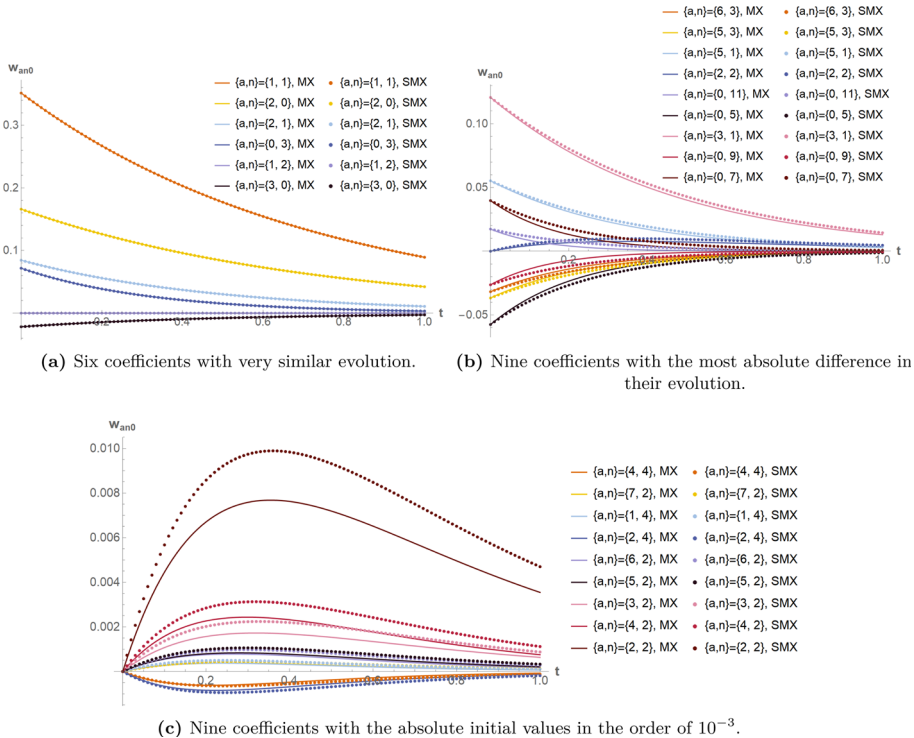 {a,n}={6, 3}, MX {a,n}={6, 3}, SMX
{a,n}={5, 3}, MX {a,n}={5, 3}, SMX
{a,n}={5, 1}, MX {a,n}={5, 1}, SMX
{a,n}={2, 2}, MX {a,n}={2, 2}, SMX
{a,n}={0, 11}, MX {a,n}={0, 11}, SMX
{a,n}={0, 5}, MX {a,n}={0, 5}, SMX
{a,n}={3, 1}, MX {a,n}={3, 1}, SMX
{a,n}={0, 9}, MX {a,n}={0, 9}, SMX
{a,n}={0, 7}, MX {a,n}={0, 7}, SMX
wan0
0.3
0.2
0.1
0.2 0.4 0.6 0.8 1.0 t
{a,n}={1, 1}, MX {a,n}={1, 1}, SMX
{a,n}={2, 0}, MX {a,n}={2, 0}, SMX
{a,n}={2, 1}, MX {a,n}={2, 1}, SMX
{a,n}={0, 3}, MX {a,n}={0, 3}, SMX
{a,n}={1, 2}, MX {a,n}={1, 2}, SMX
{a,n}={3, 0}, MX {a,n}={3, 0}, SMX
wan0
0.10
0.05
-0.05
0.2 0.4 0.6 0.8 1.0 t
(a) Six coefficients with very similar evolution.
(b) Nine coefficients with the most absolute difference in
their evolution.
wan0
0.010
0.008
0.006
0.004
0.002
0.2 0.4 0.6 0.8 1.0 t
{a,n}={4, 4}, MX {a,n}={4, 4}, SMX
{a,n}={7, 2}, MX {a,n}={7, 2}, SMX
{a,n}={1, 4}, MX {a,n}={1, 4}, SMX
{a,n}={2, 4}, MX {a,n}={2, 4}, SMX
{a,n}={6, 2}, MX {a,n}={6, 2}, SMX
{a,n}={5, 2}, MX {a,n}={5, 2}, SMX
{a,n}={3, 2}, MX {a,n}={3, 2}, SMX
{a,n}={4, 2}, MX {a,n}={4, 2}, SMX
{a,n}={2, 2}, MX {a,n}={2, 2}, SMX
(c) Nine coefficients with the absolute initial values in the order of 10⁻³.